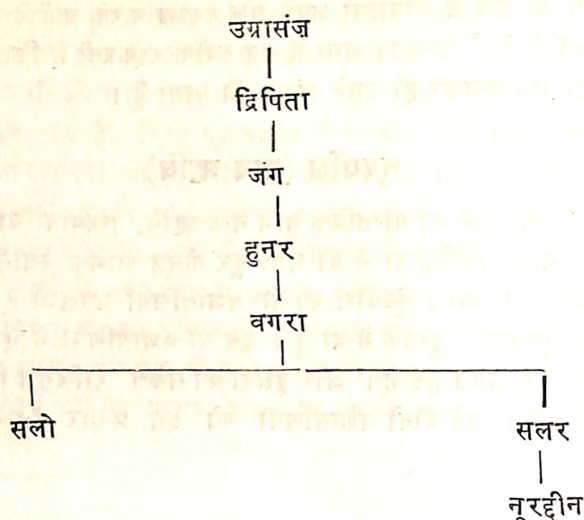 उग्रासंज
द्रिपिता
जंग
हुनर
वगरा
सलो सलर
नूरद्दीन